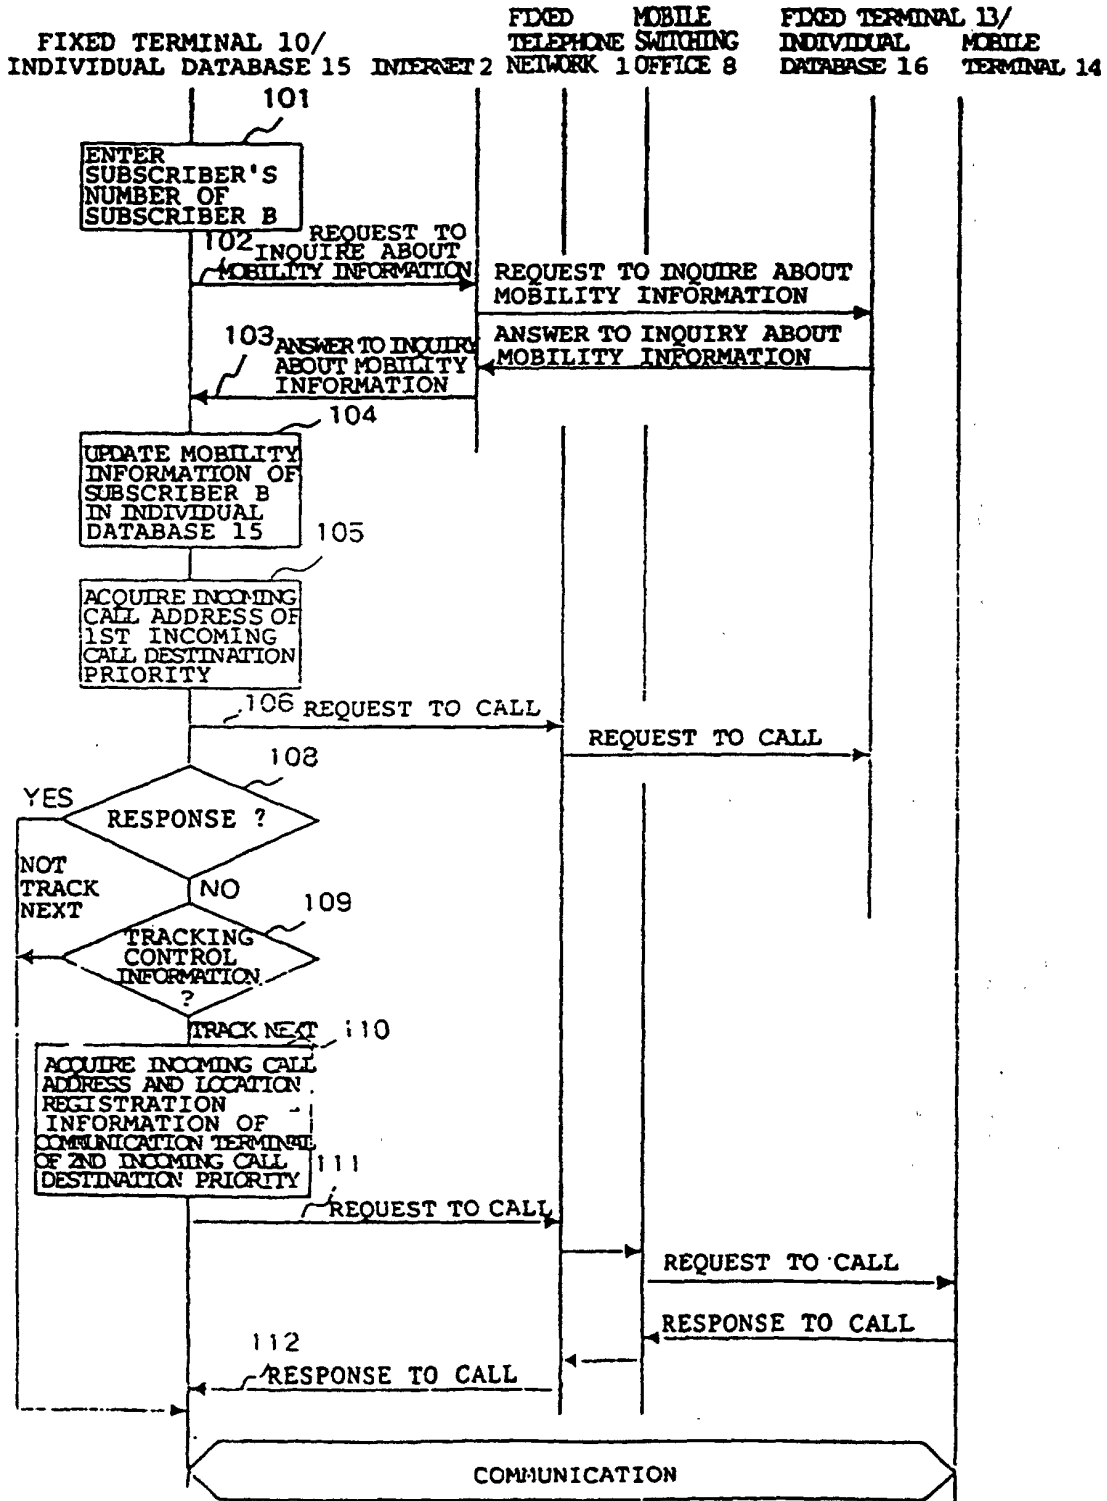 FIXED TERMINAL 10/
INDIVIDUAL DATABASE 15
INTERNET 2
FIXED
TELEPHONE
NETWORK 1
MOBILE
SWITCHING
OFFICE 8
FIXED TERMINAL 13/
INDIVIDUAL
DATABASE 16
MOBILE
TERMINAL 14
101
ENTER
SUBSCRIBER'S
NUMBER OF
SUBSCRIBER B
102
REQUEST TO
INQUIRE ABOUT
MOBILITY INFORMATION
REQUEST TO INQUIRE ABOUT
MOBILITY INFORMATION
ANSWER TO INQUIRY ABOUT
MOBILITY INFORMATION
103
ANSWER TO INQUIRY
ABOUT MOBILITY
INFORMATION
104
UPDATE MOBILITY
INFORMATION OF
SUBSCRIBER B
IN INDIVIDUAL
DATABASE 15
105
ACQUIRE INCOMING
CALL ADDRESS OF
1ST INCOMING
CALL DESTINATION
PRIORITY
106
REQUEST TO CALL
REQUEST TO CALL
108
YES
RESPONSE ?
NOT
TRACK
NEXT
NO
109
TRACKING
CONTROL
INFORMATION
?
TRACK NEXT
110
ACQUIRE INCOMING CALL
ADDRESS AND LOCATION
REGISTRATION
INFORMATION OF
COMMUNICATION TERMINAL
OF 2ND INCOMING CALL
DESTINATION PRIORITY
111
REQUEST TO CALL
REQUEST TO CALL
RESPONSE TO CALL
112
RESPONSE TO CALL
COMMUNICATION